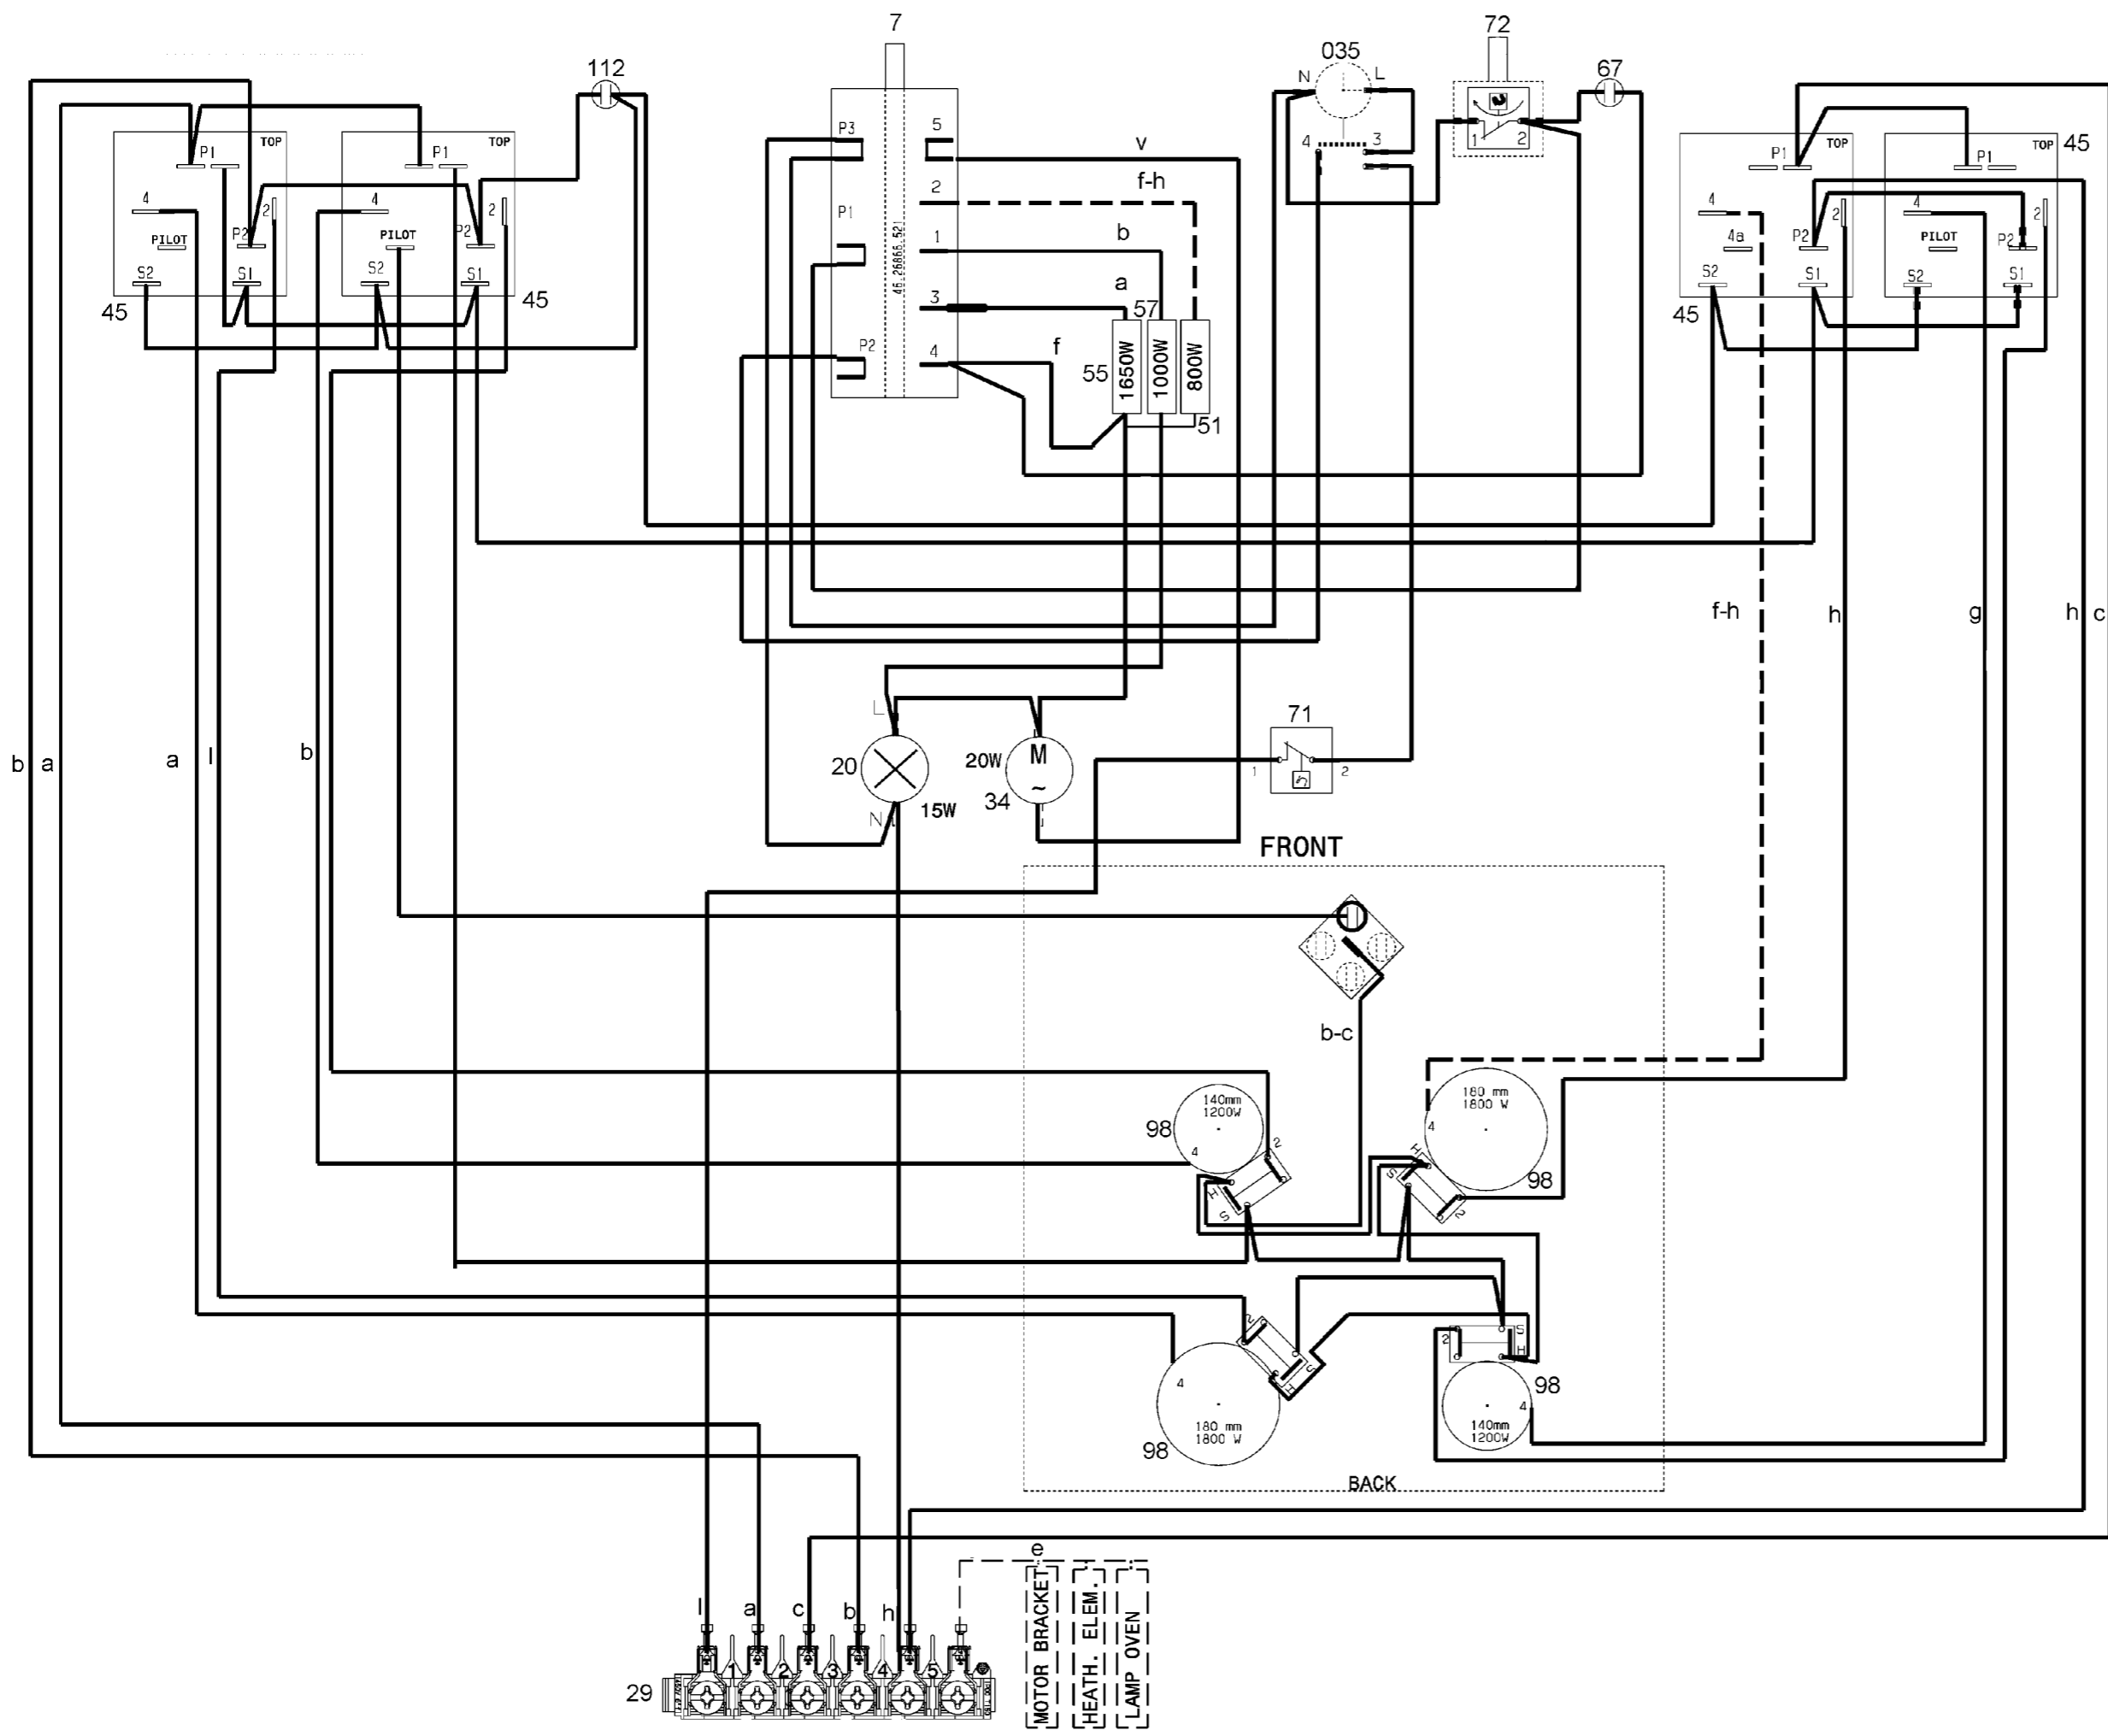 7
72
035
112
N
L
67
P3
5
TOP
TOP
P1
P1
v
4
3
1
2
P1
TOP
P1
TOP
45
2
f-h
4
2
4
2
P1
4
2
4
2
PILOT
P2
PILOT
P2
46.26866.521
1
b
4a
P2
PILOT
P2
S2
S1
S2
S1
a
S2
S1
S2
S1
45
45
3
57
45
P2
4
f
55
1650W
1000W
800W
51
f-h
h
g
h
c
L
71
b
a
a
l
b
20
20W
M
~
1
2
34
15W
N
FRONT
b-c
140mm
1200W
180 mm
1800 W
98
4
2
4
H
S
98
H
S
2
2
S
H
2
S
H
98
4
4
180 mm
1800 W
140mm
1200W
98
BACK
e
MOTOR BRACKET
HEATH. ELEM.
LAMP OVEN
l
a
c
b
h
1
2
3
4
5
29